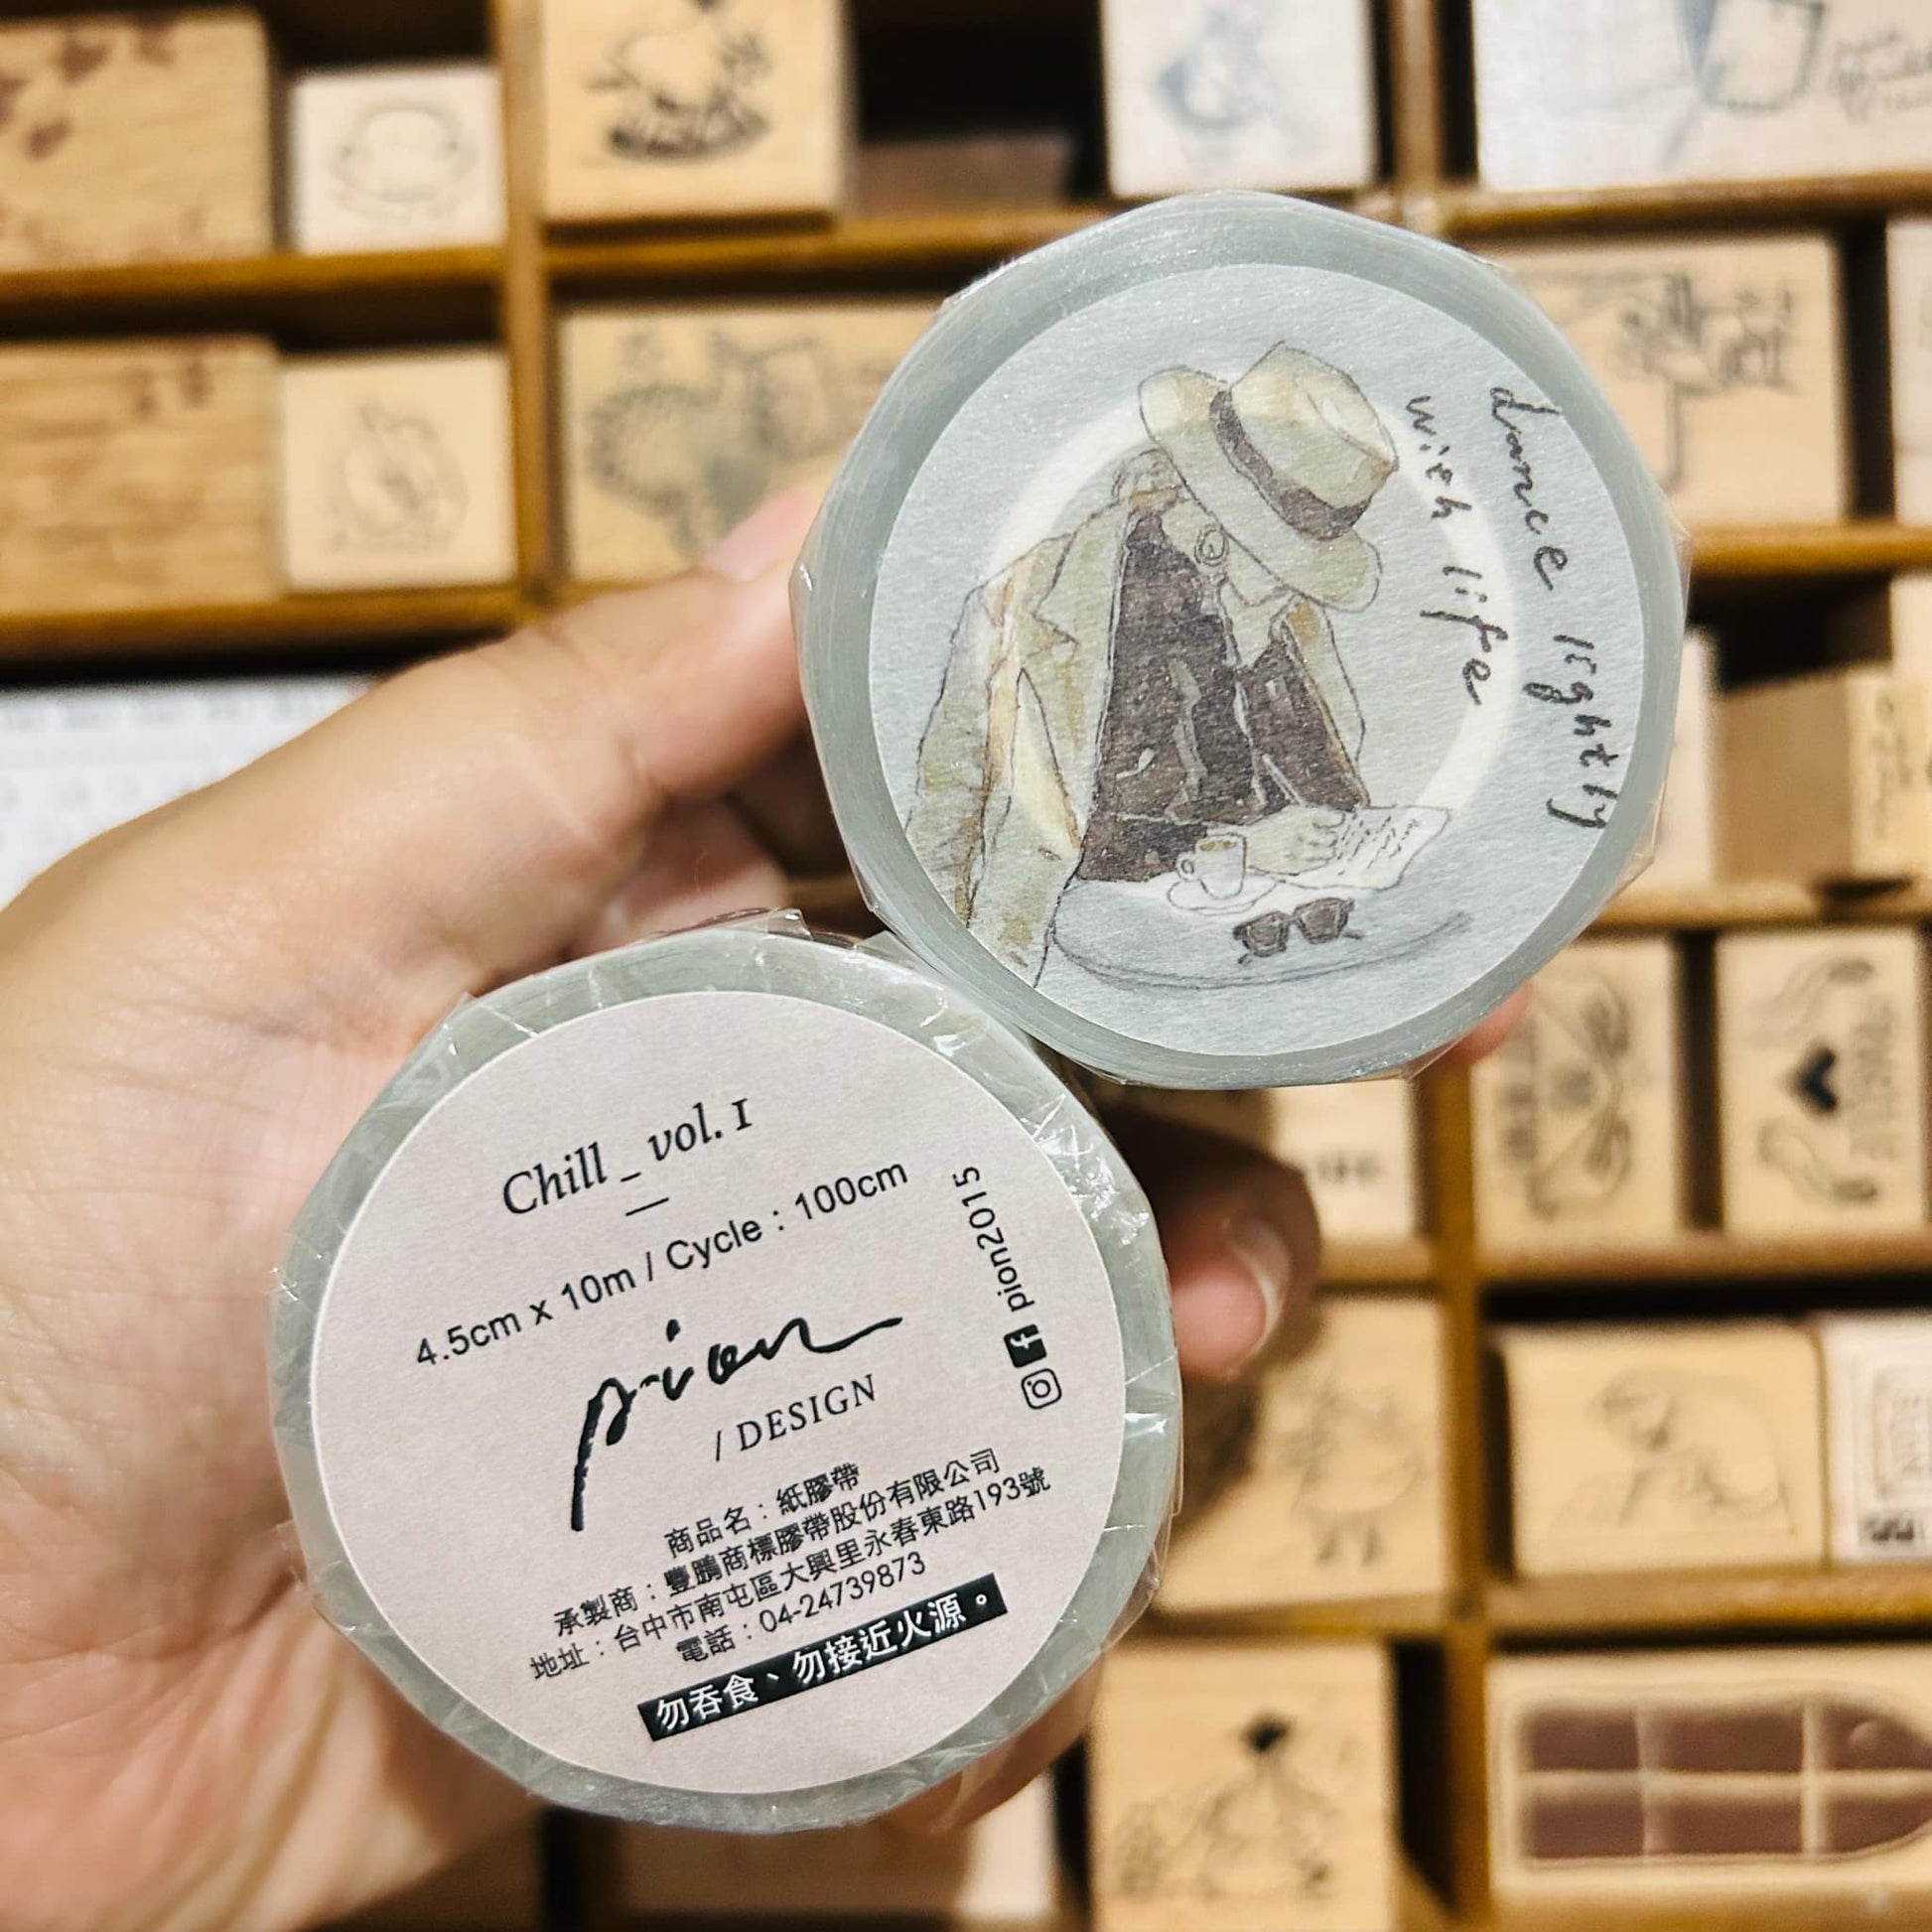 dance lightly
with life
Chill_vol.1
4.5cm x 10m / Cycle : 100cm
pion
/ DESIGN
pion2015
商品名：紙膠帶
承製商：豐鵬商標膠帶股份有限公司
地址：台中市南屯區大興里永春東路193號
電話：04-24739873
勿吞食、勿接近火源。